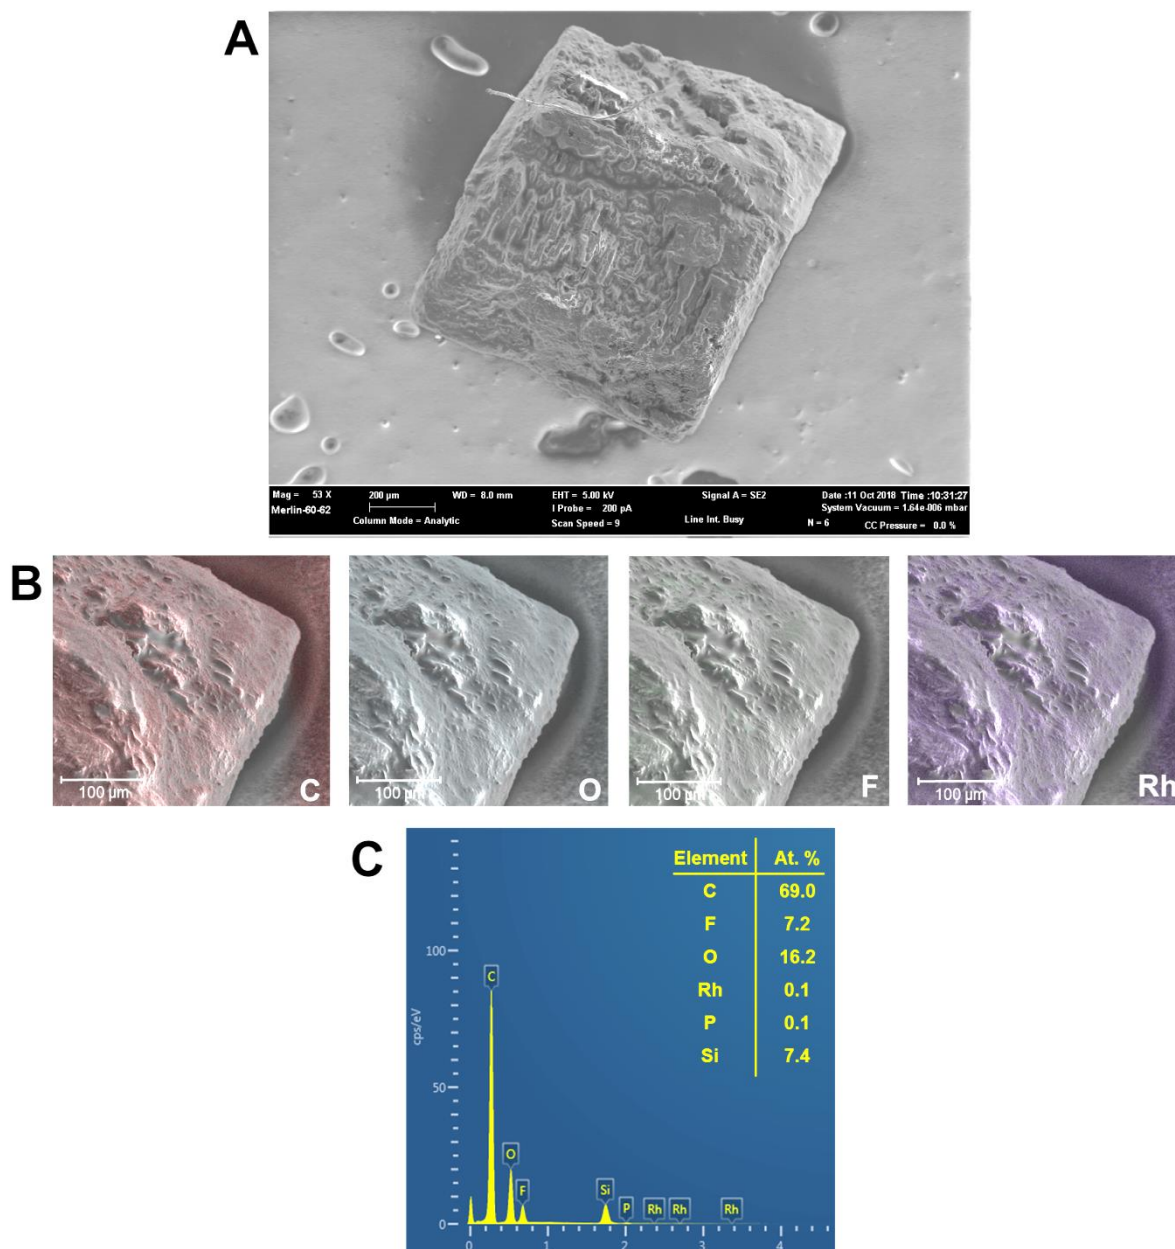 A
Mag = 53 X 200 µm WD = 8.0 mm EHT = 5.00 kV Signal A = SE2 Date :11 Oct 2018 Time :10:31:27
Merlin-60-62 I Probe = 200 pA System Vacuum = 1.64e-006 mbar
Column Mode = Analytic Scan Speed = 9 Line Int. Busy N = 6 CC Pressure = 0.0 %
B
100 µm C
100 µm O
100 µm F
100 µm Rh
C
Element At. %
C 69.0
F 7.2
O 16.2
Rh 0.1
P 0.1
Si 7.4
cps/eV
100
50
0
C O F Si P Rh Rh Rh
0 1 2 3 4